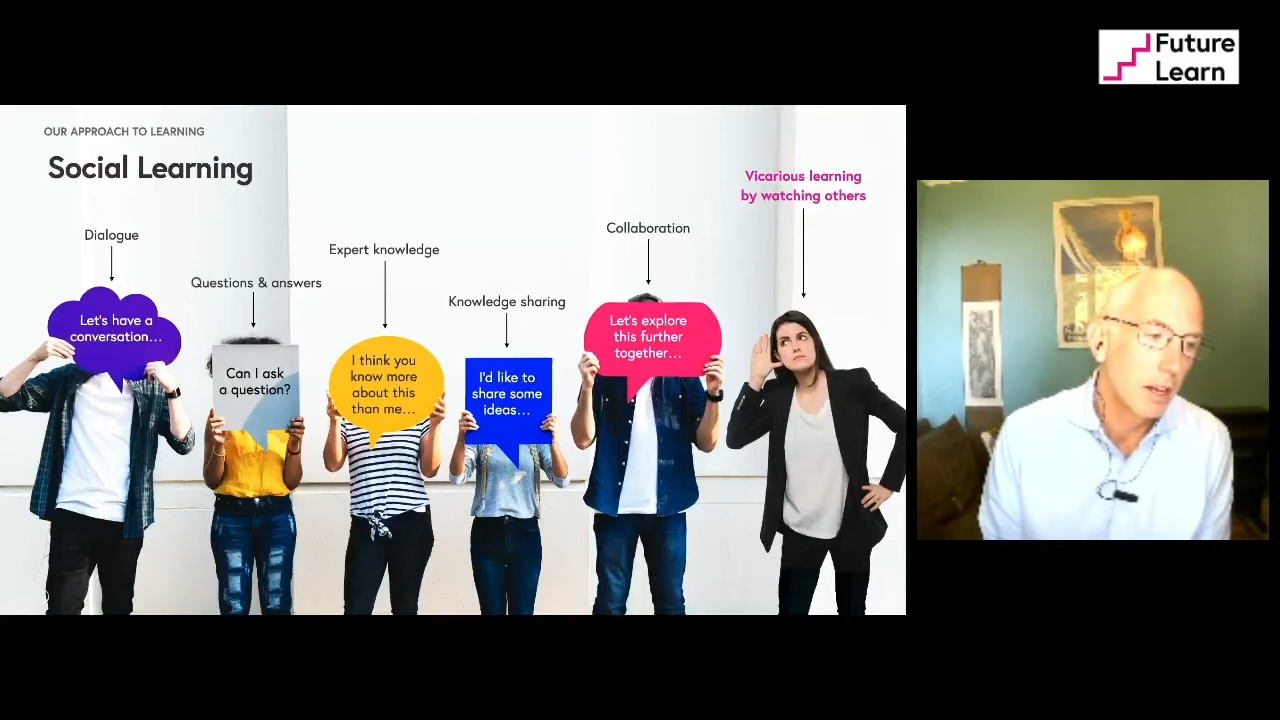 Future
Learn
OUR APPROACH TO LEARNING
Social Learning
Vicarious learning
by watching others
Collaboration
Dialogue
Expert knowledge
Questions & answers
Knowledge sharing
Let's have a
conversation...
Can I ask
a question?
I think you
know more
about this
than me...
I'd like to
share some
ideas...
Let's explore
this further
together...